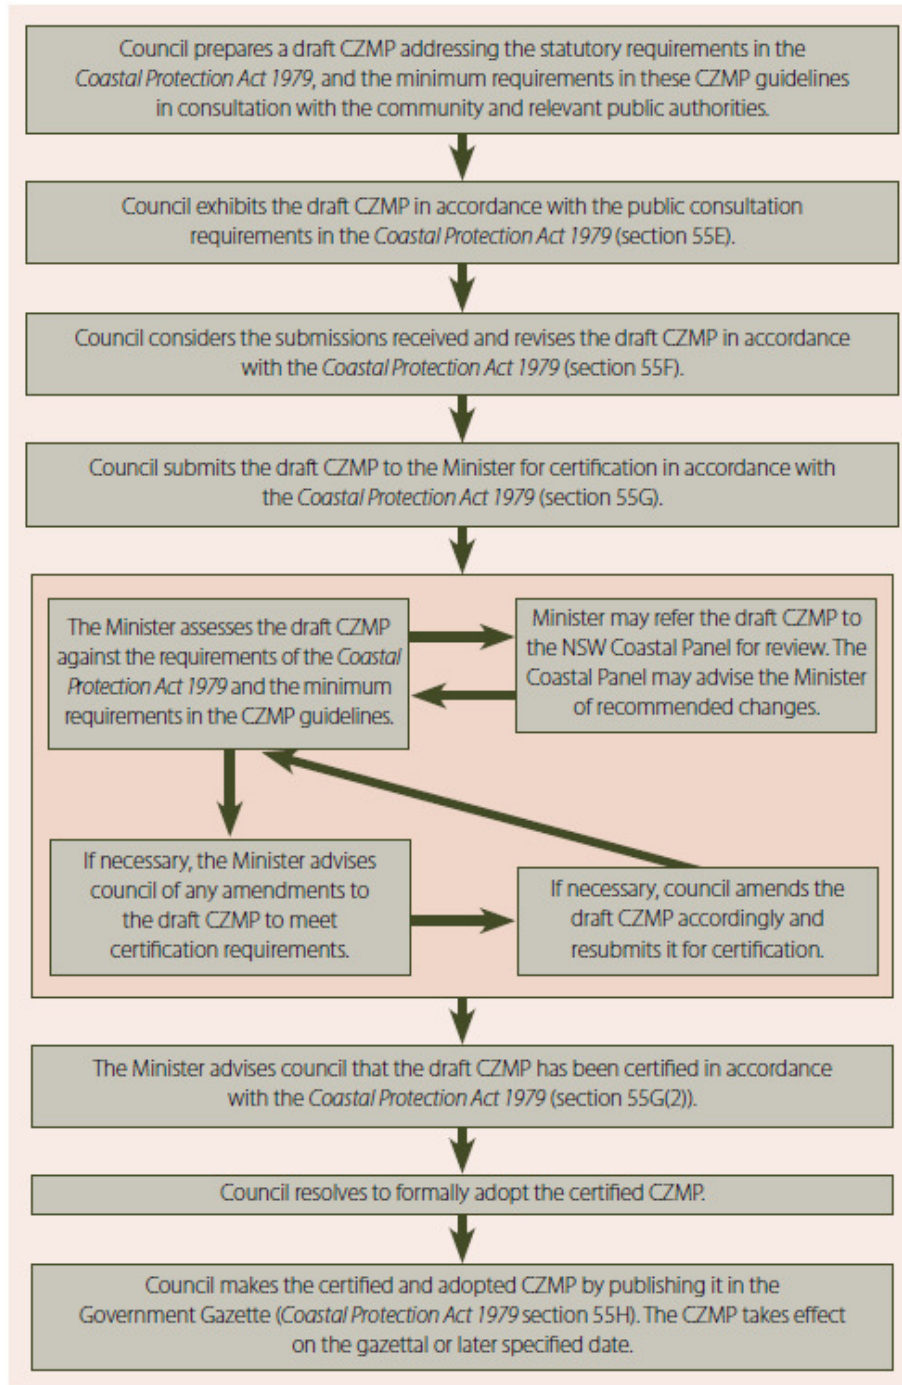 Council prepares a draft CZMP addressing the statutory requirements in the
Coastal Protection Act 1979, and the minimum requirements in these CZMP guidelines
in consultation with the community and relevant public authorities.
Council exhibits the draft CZMP in accordance with the public consultation
requirements in the Coastal Protection Act 1979 (section 55E).
Council considers the submissions received and revises the draft CZMP in accordance
with the Coastal Protection Act 1979 (section 55F).
Council submits the draft CZMP to the Minister for certification in accordance with
the Coastal Protection Act 1979 (section 55G).
The Minister assesses the draft CZMP
against the requirements of the Coastal
Protection Act 1979 and the minimum
requirements in the CZMP guidelines.
Minister may refer the draft CZMP to
the NSW Coastal Panel for review. The
Coastal Panel may advise the Minister
of recommended changes.
If necessary, the Minister advises
council of any amendments to
the draft CZMP to meet
certification requirements.
If necessary, council amends the
draft CZMP accordingly and
resubmits it for certification.
The Minister advises council that the draft CZMP has been certified in accordance
with the Coastal Protection Act 1979 (section 55G(2)).
Council resolves to formally adopt the certified CZMP.
Council makes the certified and adopted CZMP by publishing it in the
Government Gazette (Coastal Protection Act 1979 section 55H). The CZMP takes effect
on the gazettal or later specified date.